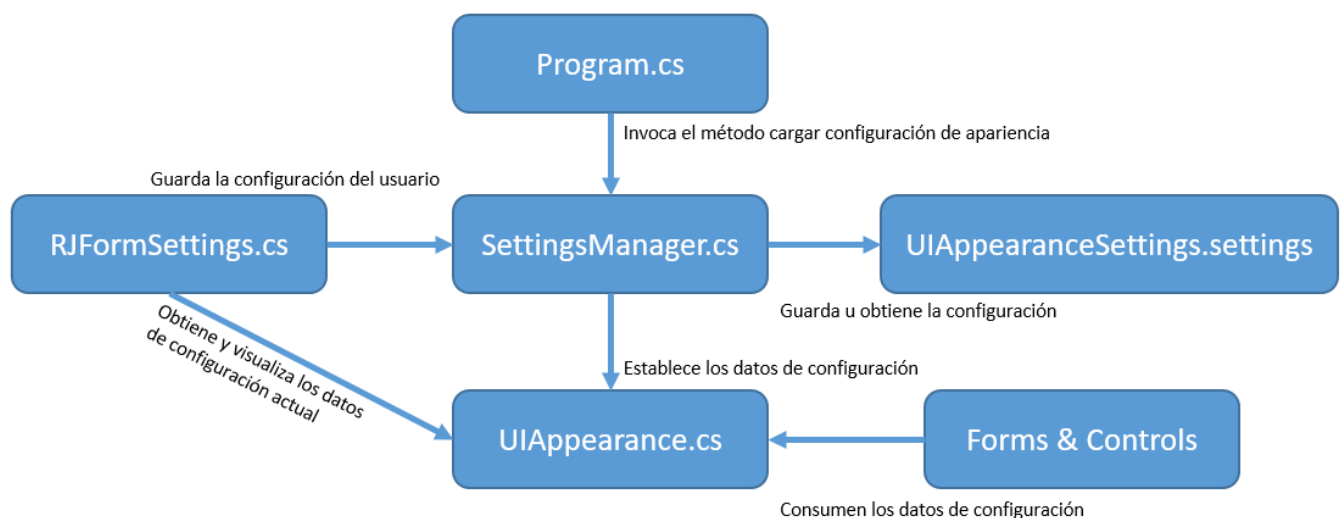 Program.cs
Invoca el método cargar configuración de apariencia
Guarda la configuración del usuario
RJFormSettings.cs
SettingsManager.cs
UIAppearanceSettings.settings
Guarda u obtiene la configuración
Obtiene y visualiza los datos
de configuración actual
Establece los datos de configuración
UIAppearance.cs
Forms & Controls
Consumen los datos de configuración